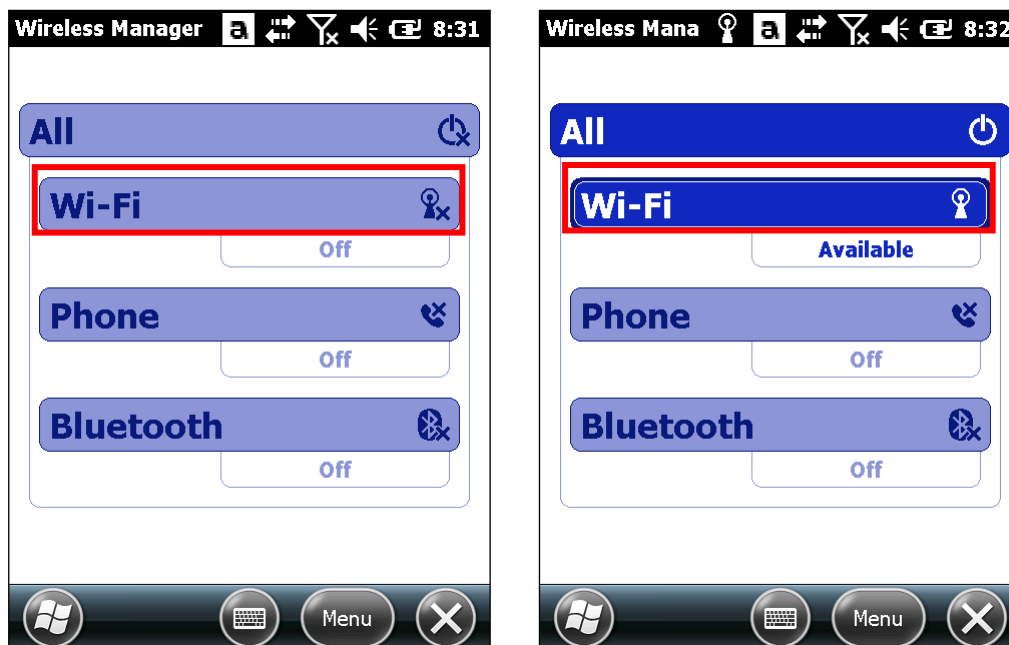 Wireless Manager a 8:31
All
Wi-Fi
Off
Phone
Off
Bluetooth
Off
Menu
Wireless Mana a 8:32
All
Wi-Fi
Available
Phone
Off
Bluetooth
Off
Menu